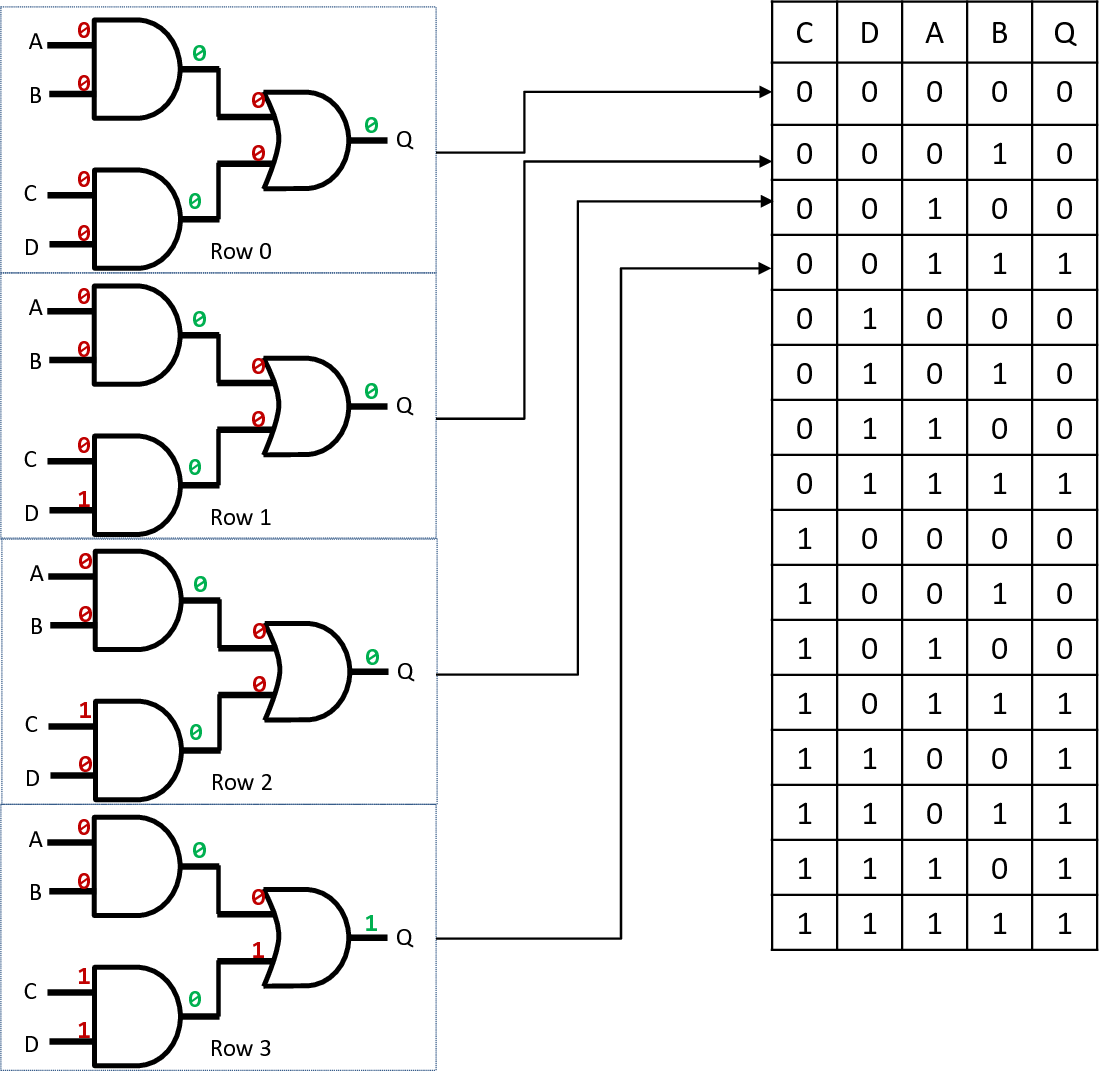 A 0
0
B 0
0
0
0 Q
C 0
0
D 0
Row 0
A 0
0
B 0
0
0
0 Q
C 0
0
D 1
Row 1
A 0
0
B 0
0
0
0 Q
C 1
0
D 0
Row 2
A 0
0
B 0
0
1
1 Q
C 1
0
D 1
Row 3
C D A B Q
0 0 0 0 0
0 0 0 1 0
0 0 1 0 0
0 0 1 1 1
0 1 0 0 0
0 1 0 1 0
0 1 1 0 0
0 1 1 1 1
1 0 0 0 0
1 0 0 1 0
1 0 1 0 0
1 0 1 1 1
1 1 0 0 1
1 1 0 1 1
1 1 1 0 1
1 1 1 1 1